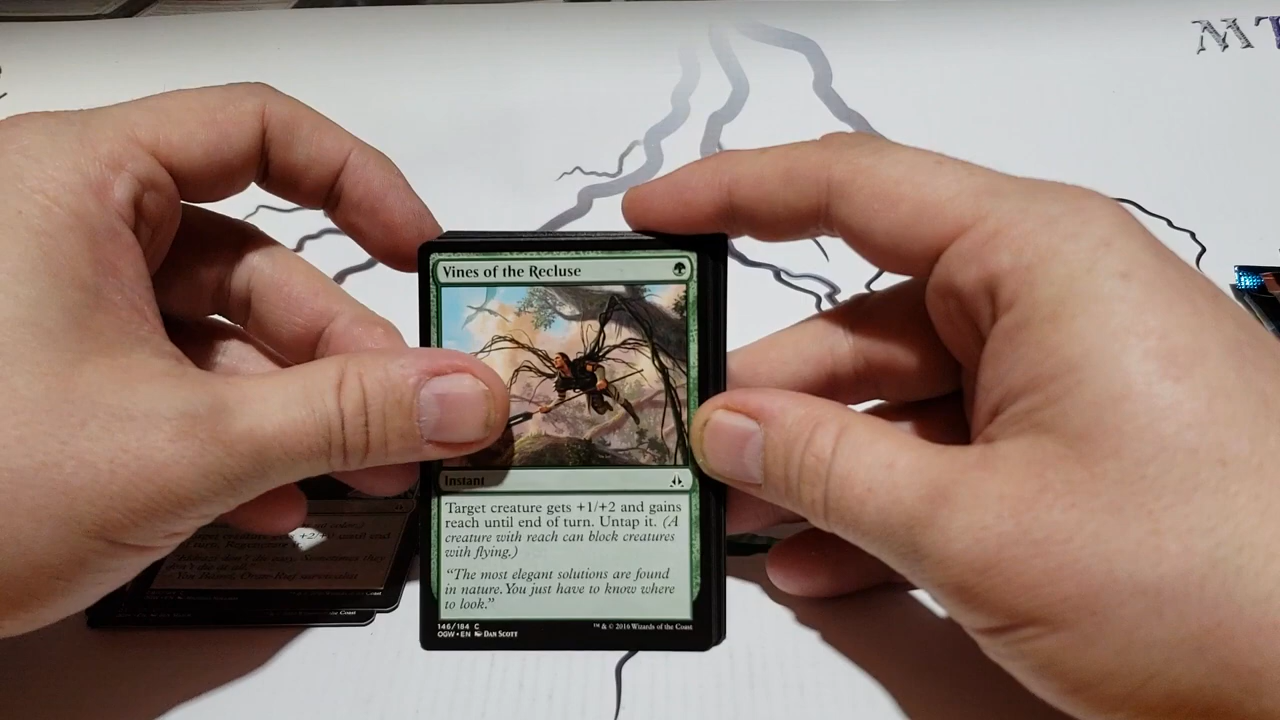 MT
Vines of the Recluse
Instant
Target creature gets +1/+2 and gains
reach until end of turn. Untap it. (A
creature with reach can block creatures
with flying.)
"The most elegant solutions are found
in nature. You just have to know where
to look."
146/184 C
OGW • EN Dan Scott
™ & © 2016 Wizards of the Coast